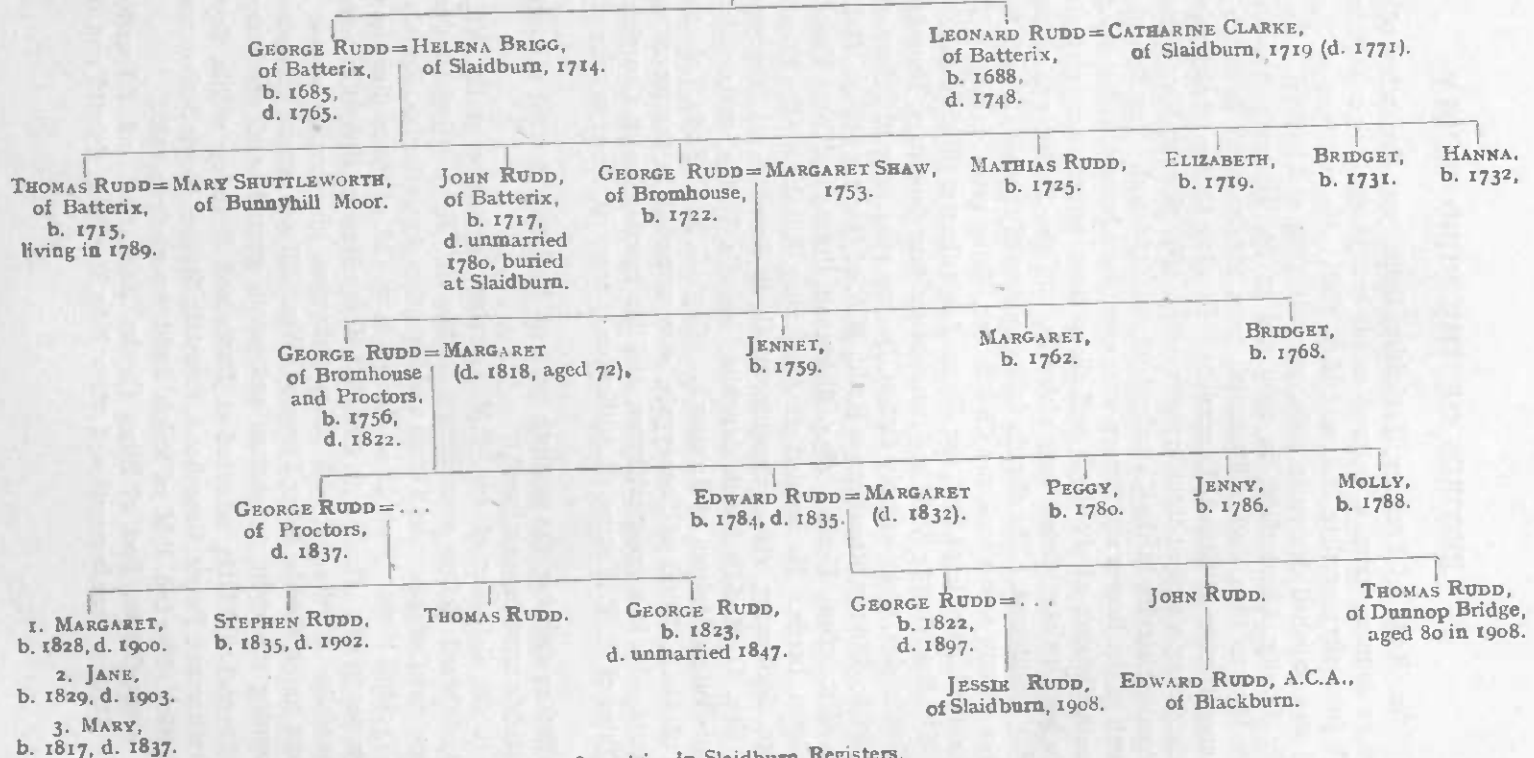 GEORGE RUDD = HELENA BRIGG,
of Batterix, of Slaidburn, 1714.
b. 1685,
d. 1765.
LEONARD RUDD = CATHARINE CLARKE,
of Batterix, of Slaidburn, 1719 (d. 1771).
b. 1688,
d. 1748.
THOMAS RUDD = MARY SHUTTLEWORTH,
of Batterix, of Bunnyhill Moor.
b. 1715,
living in 1789.
JOHN RUDD,
of Batterix,
b. 1717,
d. unmarried
1780, buried
at Slaidburn.
GEORGE RUDD = MARGARET SHAW,
of Bromhouse, 1753.
b. 1722.
MATHIAS RUDD,
b. 1725.
ELIZABETH,
b. 1719.
BRIDGET,
b. 1731.
HANNA,
b. 1732,
GEORGE RUDD = MARGARET
of Bromhouse (d. 1818, aged 72),
and Proctors,
b. 1756,
d. 1822.
JENNET,
b. 1759.
MARGARET,
b. 1762.
BRIDGET,
b. 1768.
GEORGE RUDD = . . .
of Proctors,
d. 1837.
EDWARD RUDD = MARGARET
b. 1784, d. 1835. (d. 1832).
PEGGY,
b. 1780.
JENNY,
b. 1786.
MOLLY,
b. 1788.
1. MARGARET,
b. 1828, d. 1900.
2. JANE,
b. 1829, d. 1903.
3. MARY,
b. 1817, d. 1837.
STEPHEN RUDD,
b. 1835, d. 1902.
THOMAS RUDD.
GEORGE RUDD,
b. 1823,
d. unmarried 1847.
GEORGE RUDD = . . .
b. 1822,
d. 1897.
JOHN RUDD.
THOMAS RUDD,
of Dunnop Bridge,
aged 80 in 1908.
JESSIE RUDD,
of Slaidburn, 1908.
EDWARD RUDD, A.C.A.,
of Blackburn.
in Slaidburn Registers.